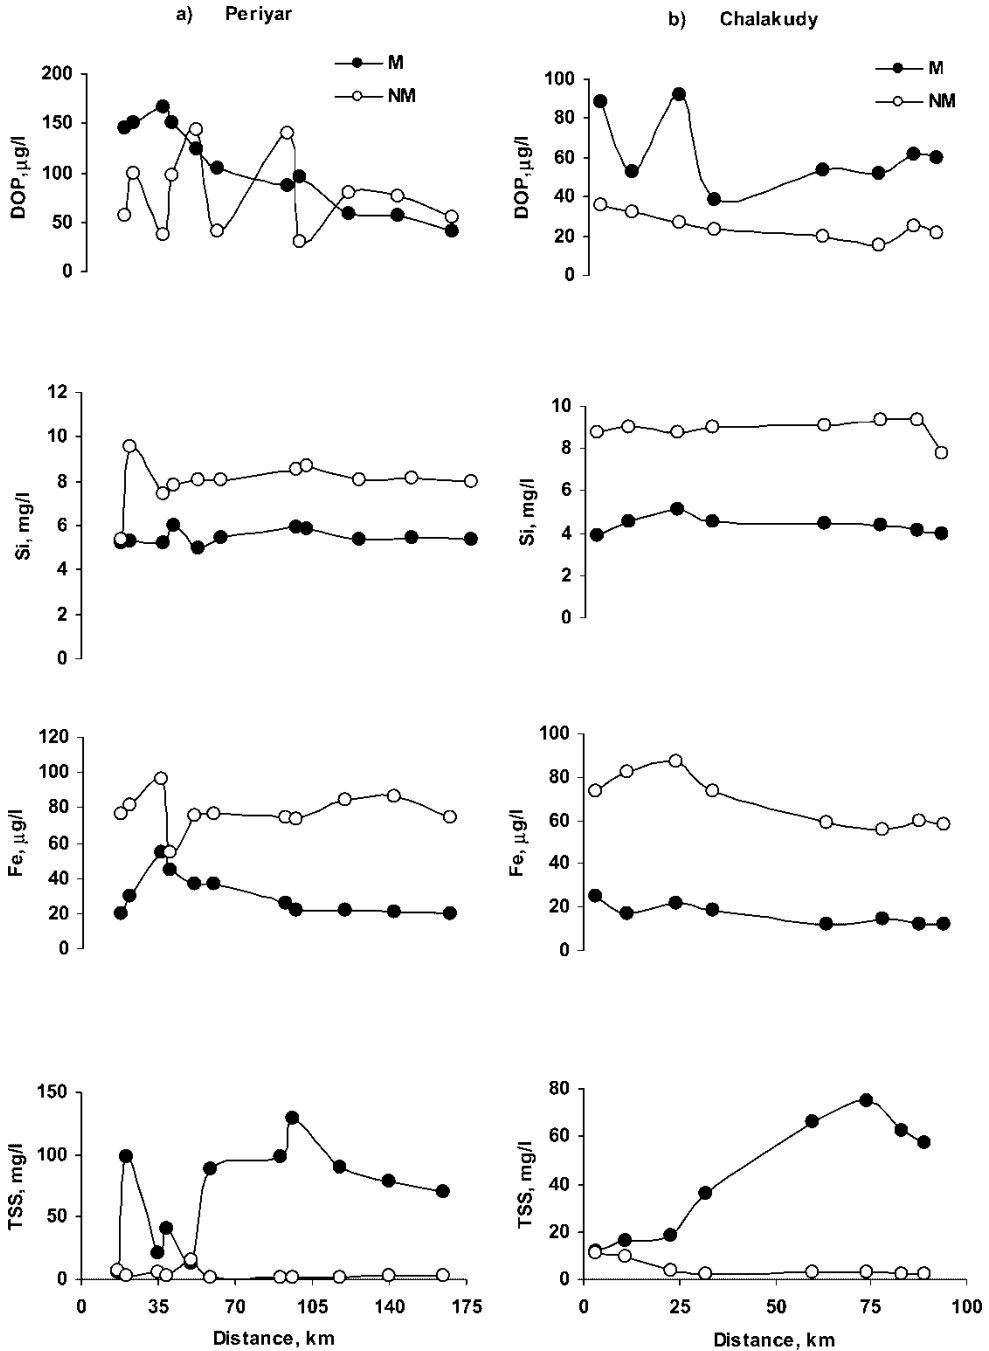 a) Periyar
b) Chalakudy
M
NM
200
150
100
50
0
DOP, µg/l
M
NM
100
80
60
40
20
0
DOP, µg/l
12
10
8
6
4
2
0
Si, mg/l
10
8
6
4
2
0
Si, mg/l
120
100
80
60
40
20
0
Fe, µg/l
100
80
60
40
20
0
Fe, µg/l
150
100
50
0
TSS, mg/l
0 35 70 105 140 175
Distance, km
80
60
40
20
0
TSS, mg/l
0 25 50 75 100
Distance, km